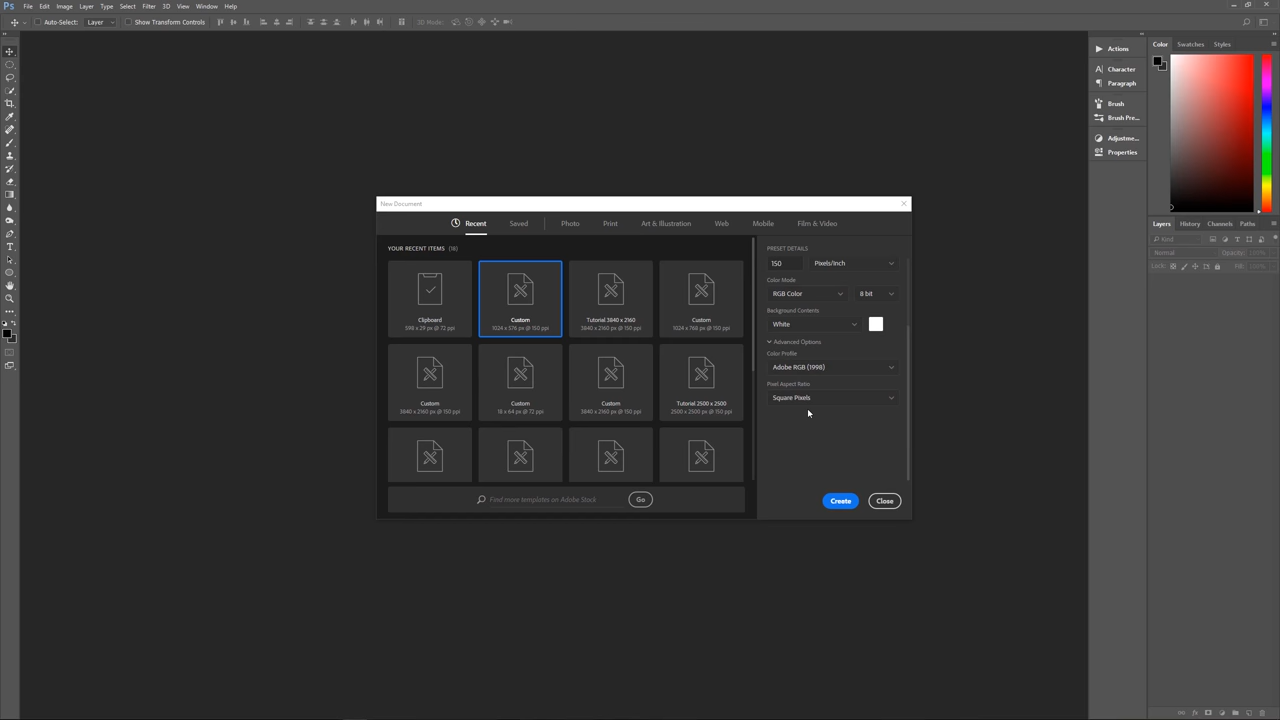 Ps File Edit Image Layer Type Select Filter 3D View Window Help
Auto-Select: Layer Show Transform Controls 3D Mode:
New Document
Recent Saved Photo Print Art & Illustration Web Mobile Film & Video
YOUR RECENT ITEMS (18)
Clipboard
598 x 29 px @ 72 ppi
Custom
1024 x 576 px @ 150 ppi
Tutorial 3840 x 2160
3840 x 2160 px @ 150 ppi
Custom
1024 x 768 px @ 150 ppi
Custom
3840 x 2160 px @ 150 ppi
Custom
18 x 64 px @ 72 ppi
Custom
3840 x 2160 px @ 150 ppi
Tutorial 2500 x 2500
2500 x 2500 px @ 150 ppi
Find more templates on Adobe Stock Go
PRESET DETAILS
150 Pixels/Inch
Color Mode
RGB Color 8 bit
Background Contents
White
Advanced Options
Color Profile
Adobe RGB (1998)
Pixel Aspect Ratio
Square Pixels
Create Close
Actions
Character
Paragraph
Brush
Brush Pre...
Adjustme...
Properties
Color Swatches Styles
Layers History Channels Paths
Kind
Normal Opacity: 100%
Lock: Fill: 100%